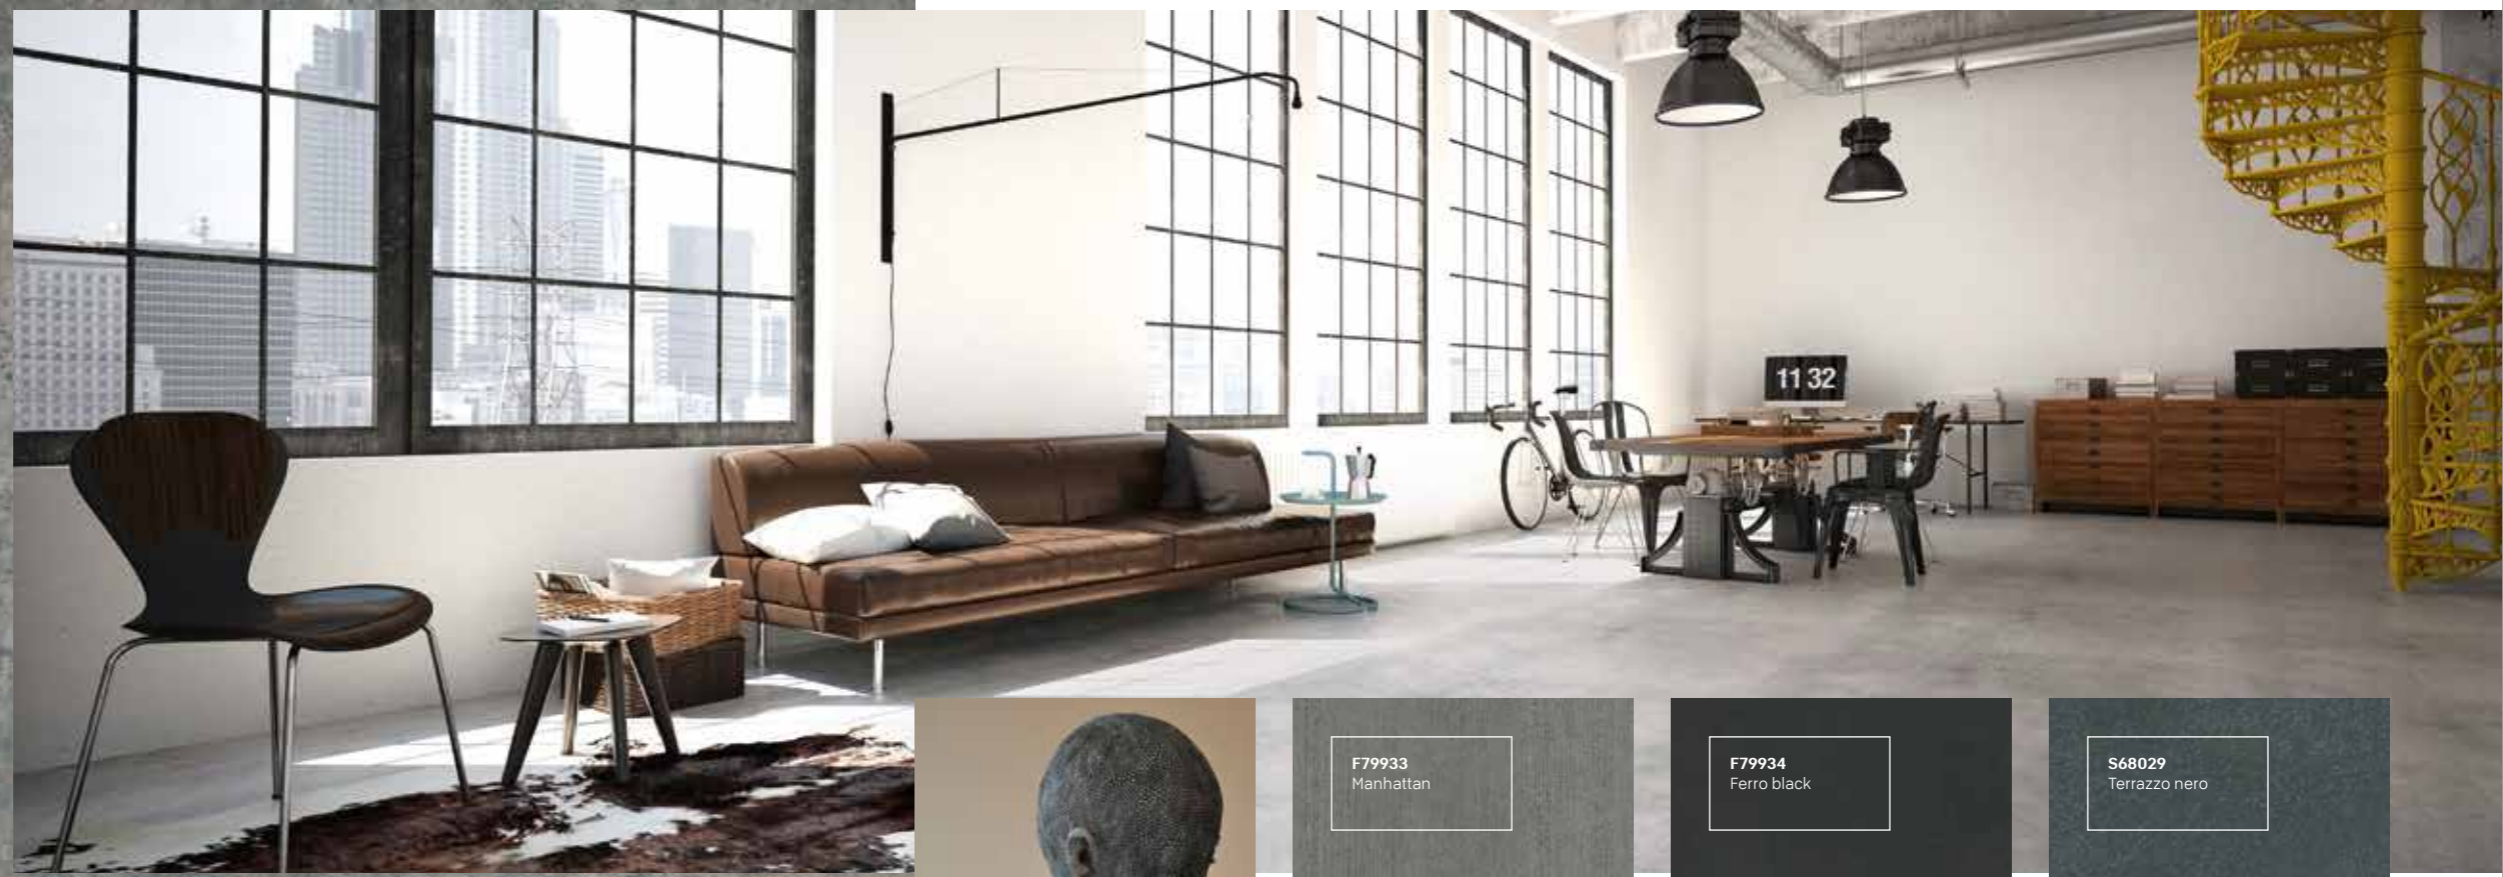 11 32
F79933
Manhattan
F79934
Ferro black
S68029
Terrazzo nero